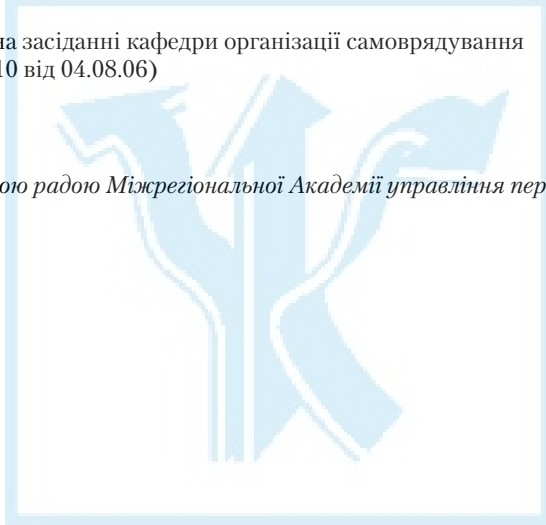 на засіданні кафедри організації самоврядування
10 від 04.08.06)
ою радою Міжрегіональної Академії управління пер